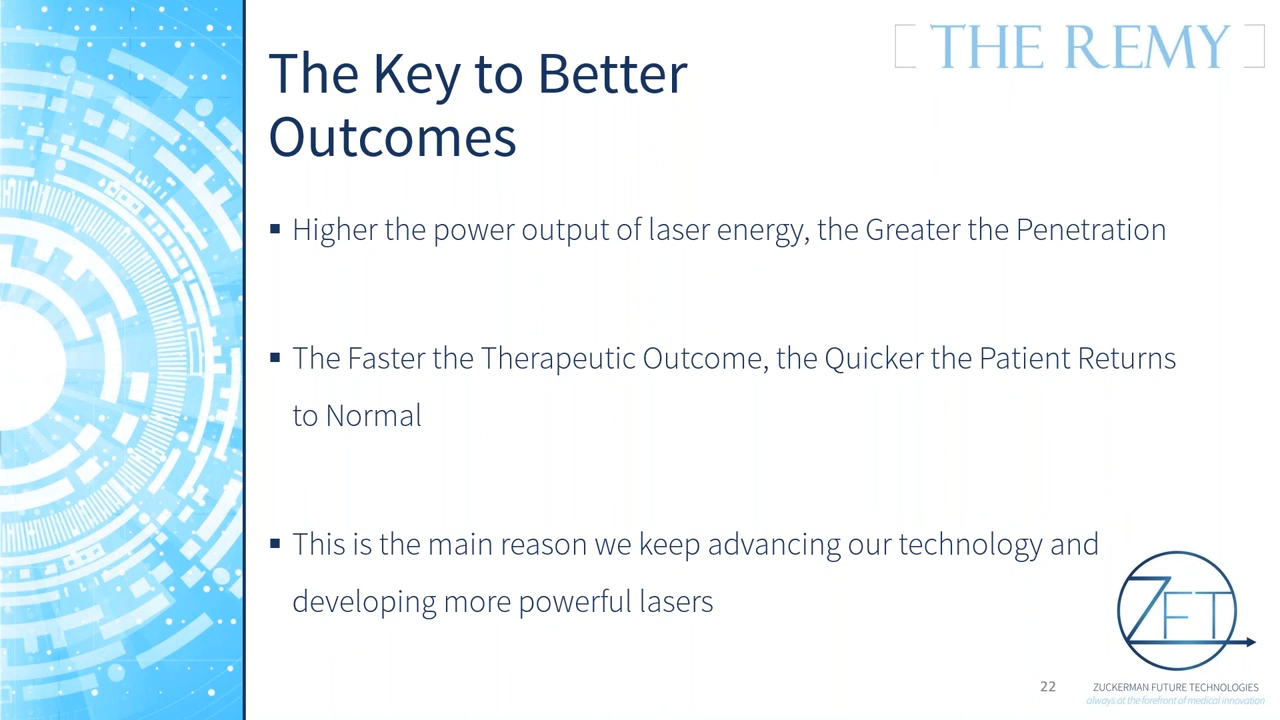 THE REMY
The Key to Better
Outcomes
▪ Higher the power output of laser energy, the Greater the Penetration
▪ The Faster the Therapeutic Outcome, the Quicker the Patient Returns
to Normal
▪ This is the main reason we keep advancing our technology and
developing more powerful lasers
ZFT
22
ZUCKERMAN FUTURE TECHNOLOGIES
always at the forefront of medical innovation